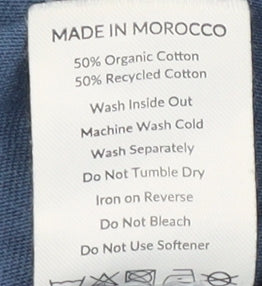 MADE IN MOROCCO
50% Organic Cotton
50% Recycled Cotton
Wash Inside Out
Machine Wash Cold
Wash Separately
Do Not Tumble Dry
Iron on Reverse
Do Not Bleach
Do Not Use Softener